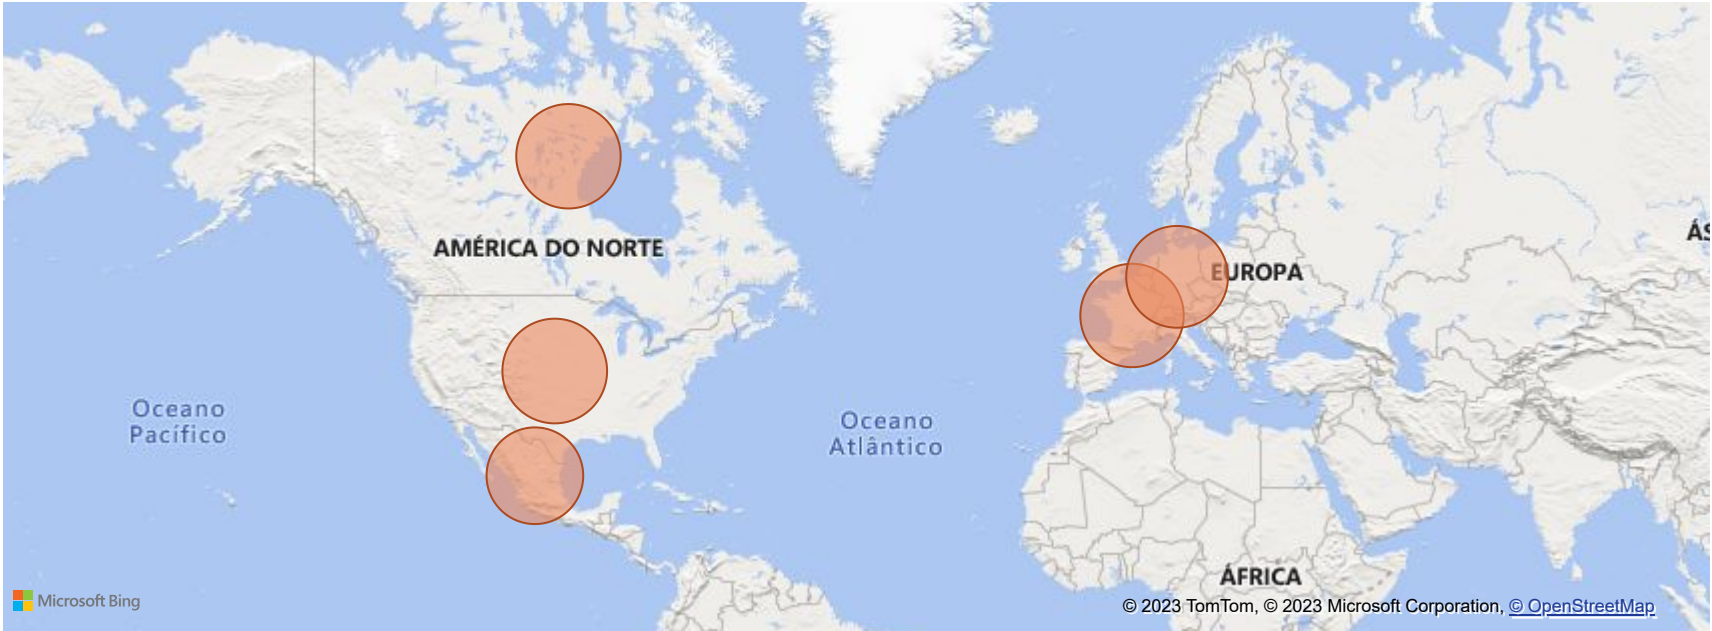 AMÉRICA DO NORTE
EUROPA
ÁS
Oceano
Pacífico
Oceano
Atlântico
ÁFRICA
Microsoft Bing
© 2023 TomTom, © 2023 Microsoft Corporation, © OpenStreetMap